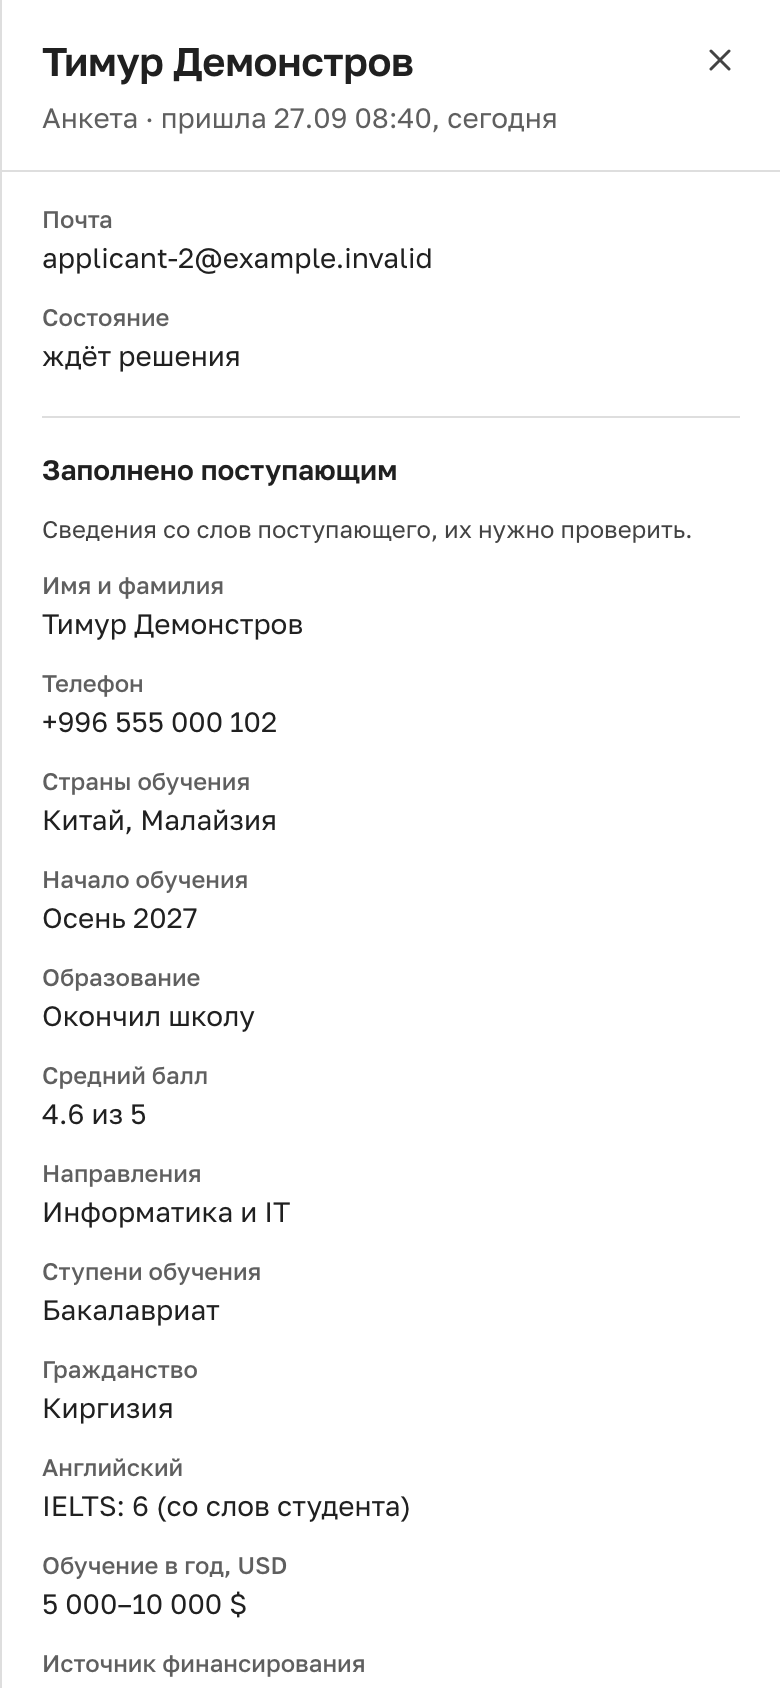 Тимур Демонстров
Анкета · пришла 27.09 08:40, сегодня
Почта
applicant-2@example.invalid
Состояние
ждёт решения
Заполнено поступающим
Сведения со слов поступающего, их нужно проверить.
Имя и фамилия
Тимур Демонстров
Телефон
+996 555 000 102
Страны обучения
Китай, Малайзия
Начало обучения
Осень 2027
Образование
Окончил школу
Средний балл
4.6 из 5
Направления
Информатика и IT
Ступени обучения
Бакалавриат
Гражданство
Киргизия
Английский
IELTS: 6 (со слов студента)
Обучение в год, USD
5 000–10 000 $
Источник финансирования